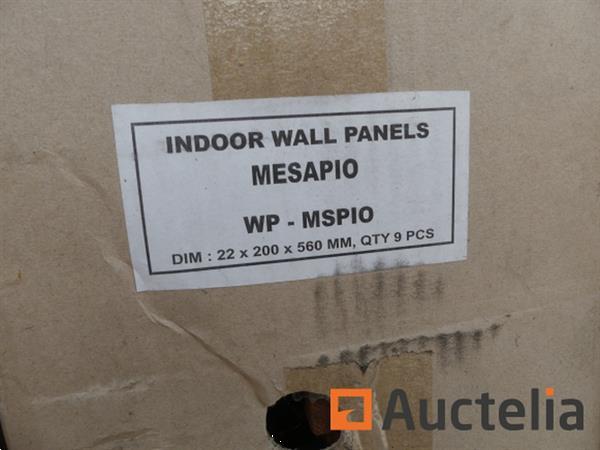 INDOOR WALL PANELS
MESAPIO
WP - MSPIO
DIM : 22 x 200 x 560 MM, QTY 9 PCS
Auctelia